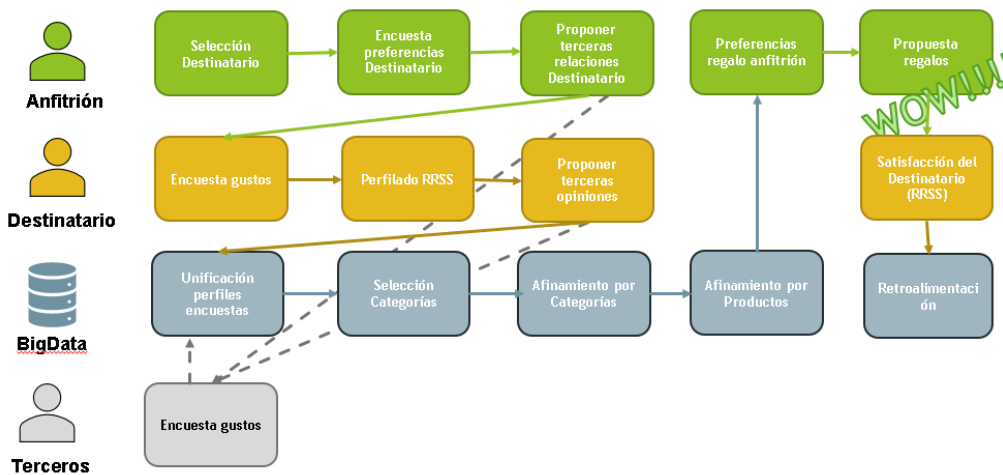 Selección
Destinatario
Encuesta
preferencias
Destinatario
Proponer
terceras
relaciones
Destinatario
Preferencias
regalo anfitrión
Propuesta
regalos
WOW!!!!
Anfitrión
Encuesta gustos
Perfilado RRSS
Proponer
terceras
opiniones
Satisfacción del
Destinatario
(RRSS)
Destinatario
Unificación
perfiles
encuestas
Selección
Categorías
Afinamiento por
Categorías
Afinamiento por
Productos
Retroalimentaci
ón
BigData
Encuesta gustos
Terceros